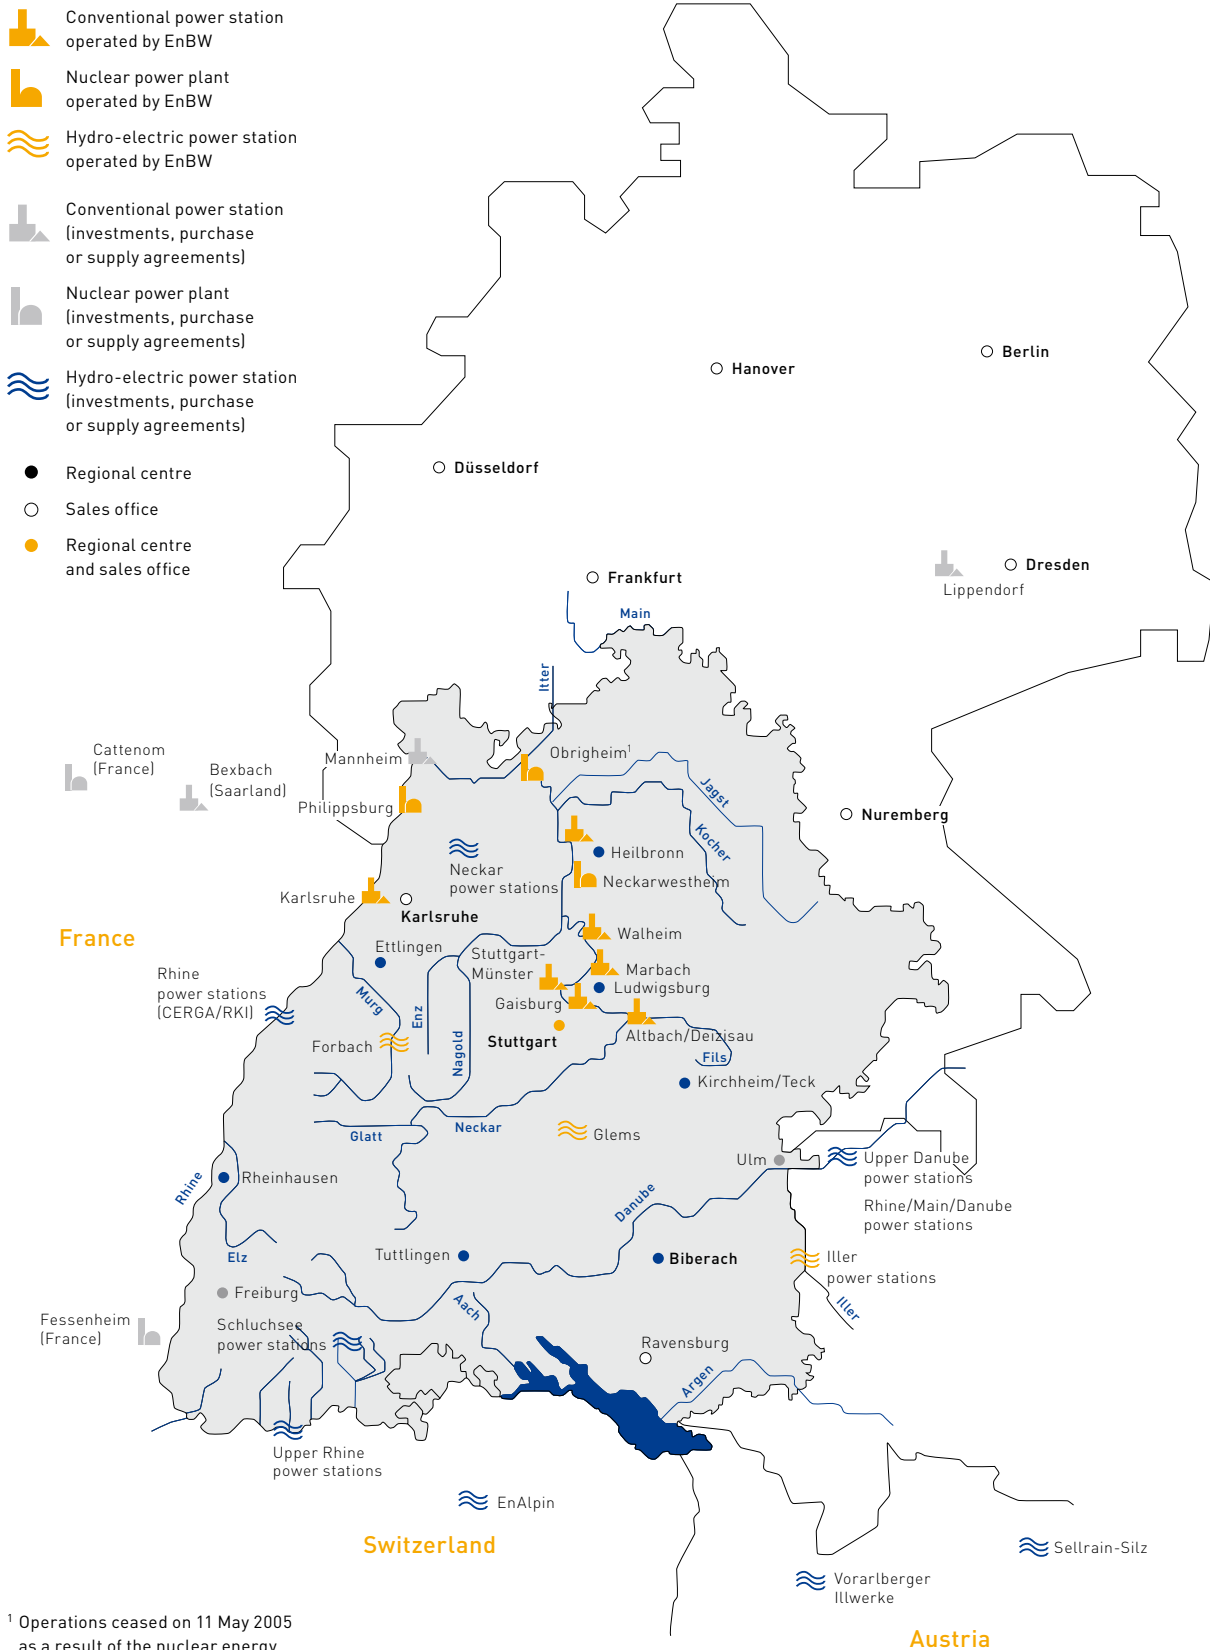 Conventional power station
operated by EnBW
Nuclear power plant
operated by EnBW
Hydro-electric power station
operated by EnBW
Conventional power station
(investments, purchase
or supply agreements)
Nuclear power plant
(investments, purchase
or supply agreements)
Hydro-electric power station
(investments, purchase
or supply agreements)
Regional centre
Sales office
Regional centre
and sales office
Berlin
Hanover
Düsseldorf
Dresden
Frankfurt
Lippendorf
Main
Itter
Cattenom
(France)
Bexbach
(Saarland)
Mannheim
Obrigheim¹
Philippsburg
Jagst
Nuremberg
Kocher
Heilbronn
Neckar
power stations
Neckarwestheim
Karlsruhe
Karlsruhe
France
Walheim
Ettlingen
Stuttgart-
Münster
Marbach
Ludwigsburg
Rhine
power stations
(CERGA/RKI)
Murg
Enz
Nagold
Gaisburg
Stuttgart
Altbach/Deizisau
Forbach
Fils
Kirchheim/Teck
Glatt
Neckar
Glems
Ulm
Upper Danube
power stations
Rhine/Main/Danube
power stations
Rhine
Rheinhausen
Danube
Elz
Tuttlingen
Biberach
Iller
power stations
Iller
Freiburg
Aach
Fessenheim
(France)
Schluchsee
power stations
Ravensburg
Argen
Upper Rhine
power stations
EnAlpin
Switzerland
Sellrain-Silz
Vorarlberger
Illwerke
Austria
¹ Operations ceased on 11 May 2005
as a result of the nuclear energy